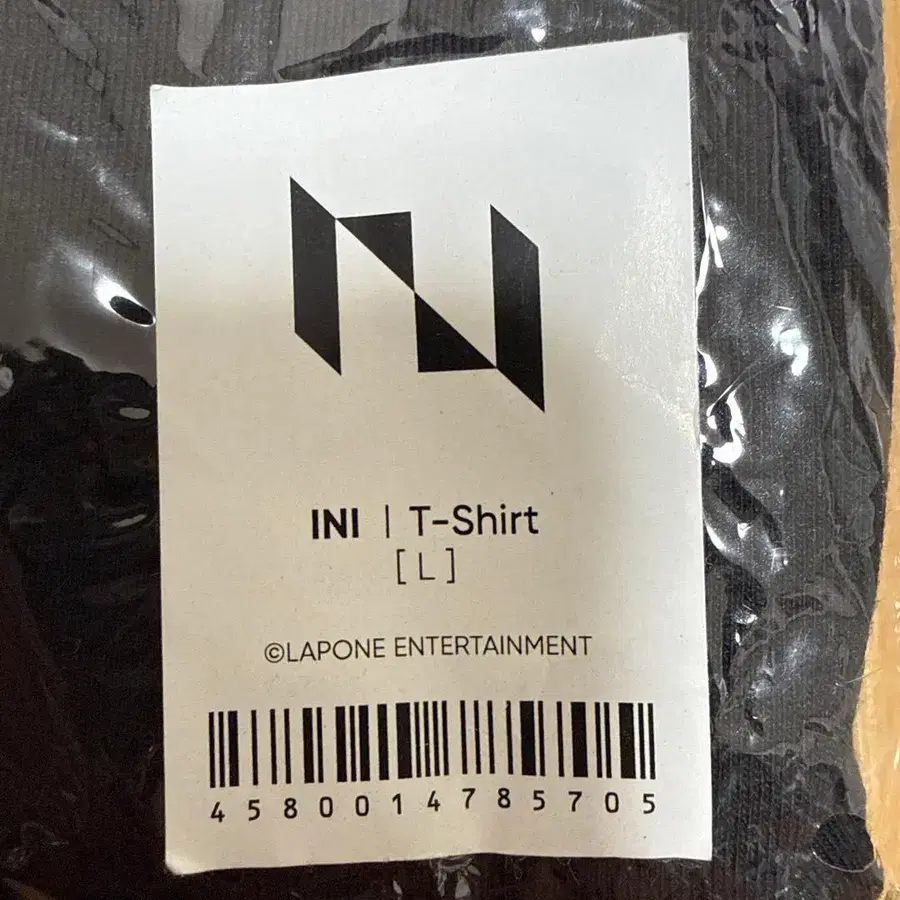 INI | T-Shirt
[L]
©LAPONE ENTERTAINMENT
4580014785705